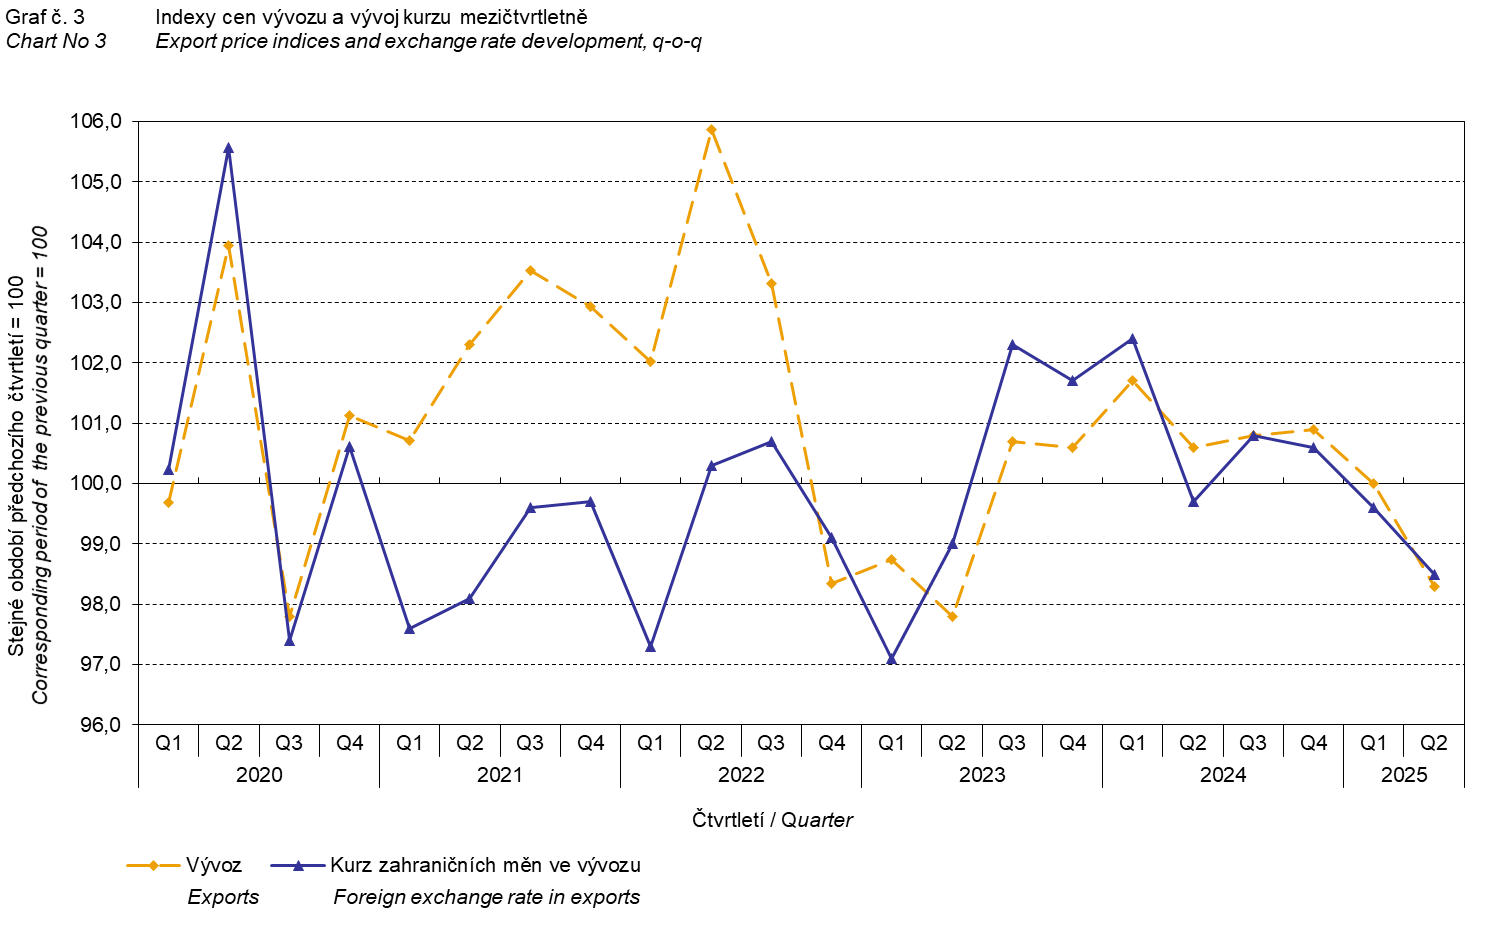 Graf č. 3 Indexy cen vývozu a vývoj kurzu mezičtvrtletně
Chart No 3 Export price indices and exchange rate development, q-o-q
Stejné období předchozího čtvrtletí = 100
Corresponding period of the previous quarter = 100
106,0
105,0
104,0
103,0
102,0
101,0
100,0
99,0
98,0
97,0
96,0
Q1 Q2 Q3 Q4 Q1 Q2 Q3 Q4 Q1 Q2 Q3 Q4 Q1 Q2 Q3 Q4 Q1 Q2 Q3 Q4 Q1 Q2
2020 2021 2022 2023 2024 2025
Čtvrtletí / Quarter
Vývoz Kurz zahraničních měn ve vývozu
Exports Foreign exchange rate in exports